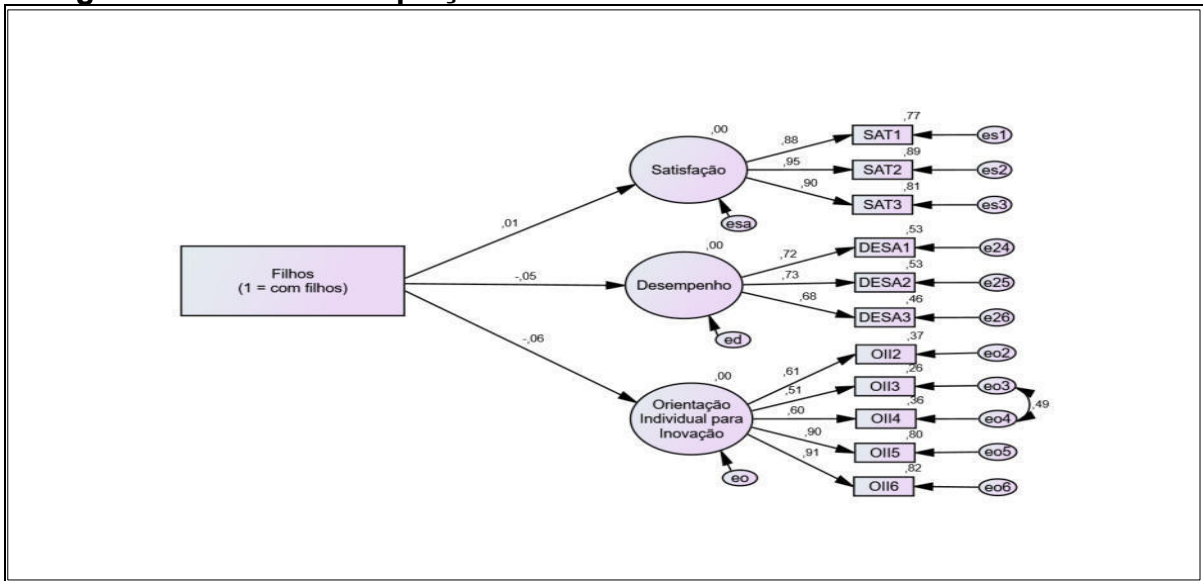 ,77
,00
,88
SAT1
es1
,89
,95
Satisfação
SAT2
es2
,81
,90
SAT3
es3
esa
,01
,53
,00
,72
DESA1
e24
,53
Filhos
(1 = com filhos)
-,05
Desempenho
,73
DESA2
e25
,46
,68
DESA3
e26
ed
,37
-,06
OII2
eo2
,00
,61
,26
,51
OII3
eo3
Orientação
Individual para
Inovação
,36
,60
OII4
eo4
,49
,80
,90
OII5
eo5
,82
,91
OII6
eo6
eo